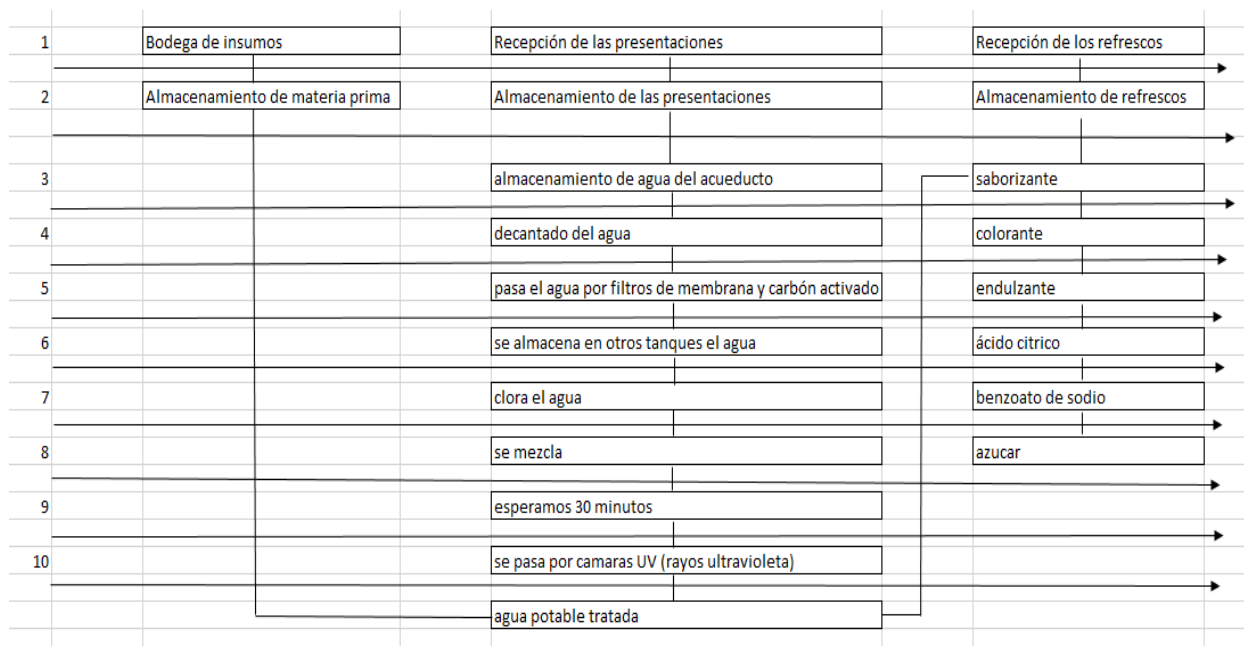 1 Bodega de insumos Recepción de las presentaciones Recepción de los refrescos
2 Almacenamiento de materia prima Almacenamiento de las presentaciones Almacenamiento de refrescos
3 almacenamiento de agua del acueducto saborizante
4 decantado del agua colorante
5 pasa el agua por filtros de membrana y carbón activado endulzante
6 se almacena en otros tanques el agua ácido citrico
7 clora el agua benzoato de sodio
8 se mezcla azucar
9 esperamos 30 minutos
10 se pasa por camaras UV (rayos ultravioleta)
agua potable tratada